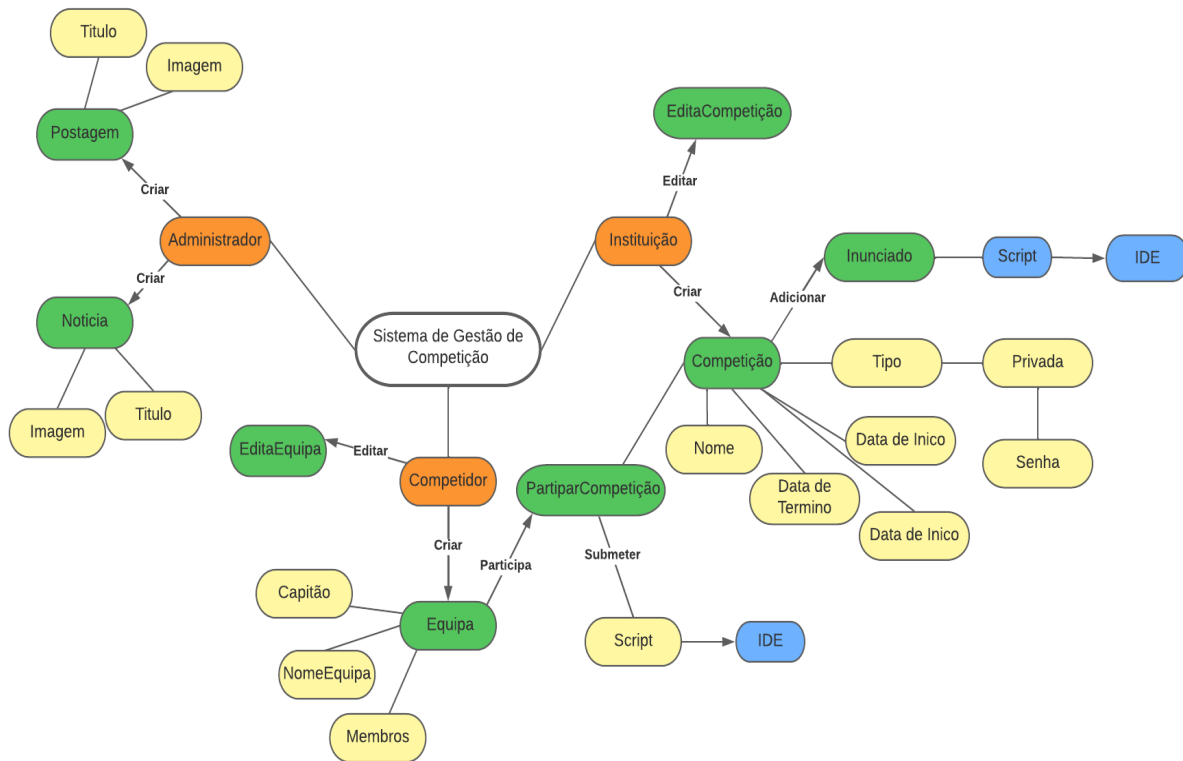 Titulo
Imagem
Postagem
Criar
Administrador
Criar
Noticia
Imagem
Titulo
Sistema de Gestão de
Competição
EditaCompetição
Editar
Instituição
Criar
Inunciado
Script
IDE
Adicionar
Competição
Tipo
Privada
Senha
Nome
Data de Inico
Data de
Termino
Data de Inico
EditaEquipa
Editar
Competidor
Criar
PartiparCompetição
Participa
Submeter
Capitão
Equipa
NomeEquipa
Membros
Script
IDE